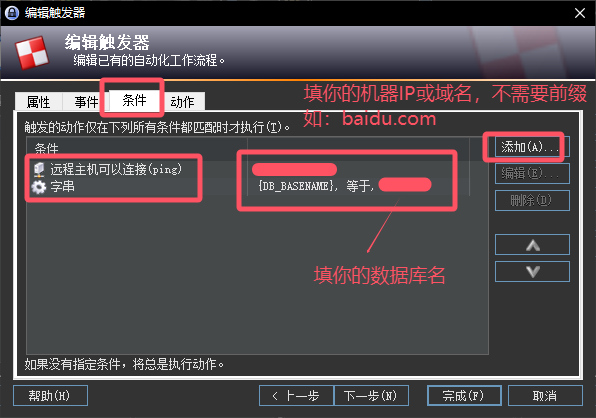 编辑触发器
编辑触发器
编辑已有的自动化工作流程。
属性 事件 条件 动作
填你的机器IP或域名，不需要前缀
如：baidu.com
触发的动作仅在下列所有条件都匹配时才执行(I)。
条件
添加(A)...
远程主机可以连接(ping)
编辑(E)...
字串 {DB_BASENAME}, 等于,
删除(D)
填你的数据库名
如果没有指定条件，将总是执行动作。
帮助(H) < 上一步 下一步(N) 完成(F) 取消